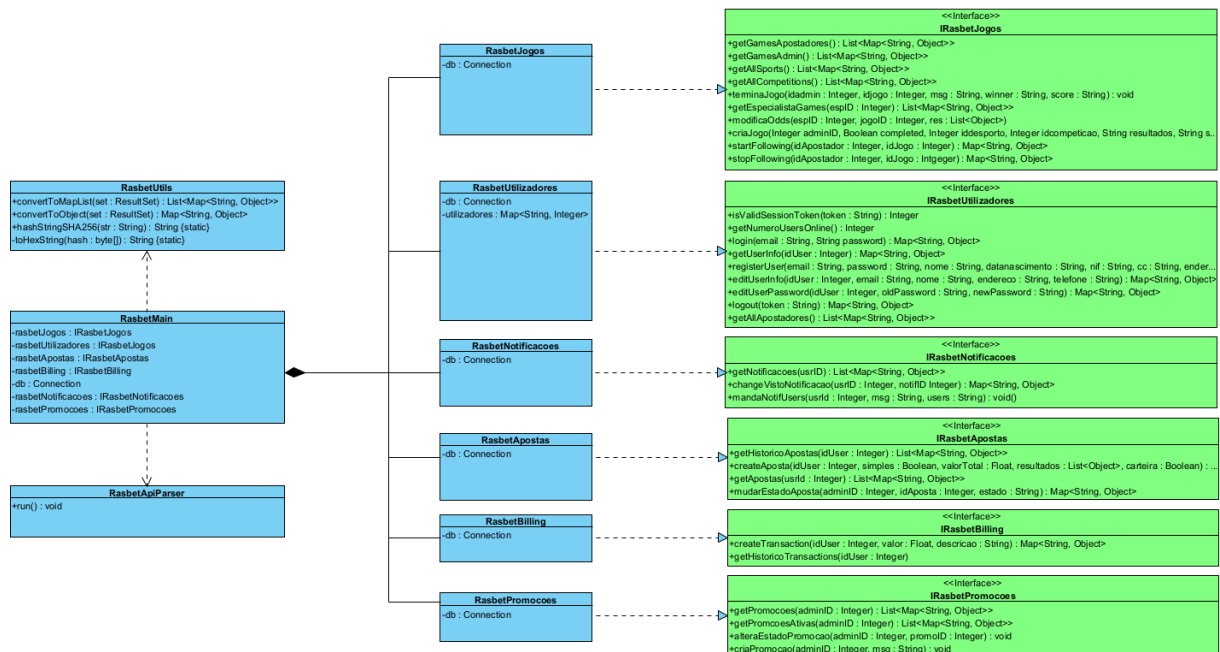 RasbetUtils
+convertToMapList(set : ResultSet) : List<Map<String, Object>>
+convertToObject(set : ResultSet) : Map<String, Object>
+hashStringSHA256(str : String) : String {static}
-toHexString(hash : byte[]) : String {static}
RasbetMain
-rasbetJogos : IRasbetJogos
-rasbetUtilizadores : IRasbetJogos
-rasbetApostas : IRasbetApostas
-rasbetBilling : IRasbetBilling
-db : Connection
-rasbetNotificacoes : IRasbetNotificacoes
-rasbetPromocoes : IRasbetPromocoes
RasbetApiParser
+run() : void
RasbetJogos
-db : Connection
RasbetUtilizadores
-db : Connection
-utilizadores : Map<String, Integer>
RasbetNotificacoes
-db : Connection
RasbetApostas
-db : Connection
RasbetBilling
-db : Connection
RasbetPromocoes
-db : Connection
<<Interface>>
IRasbetJogos
+getGamesApostadores() : List<Map<String, Object>>
+getGamesAdmin() : List<Map<String, Object>>
+getAllSports() : List<Map<String, Object>>
+getAllCompetitions() : List<Map<String, Object>>
+terminaJogo(idadmin : Integer, idjogo : Integer, msg : String, winner : String, score : String) : void
+getEspecialistaGames(espID : Integer) : List<Map<String, Object>>
+modificaOdds(espID : Integer, jogoID : Integer, res : List<Object>)
+criaJogo(Integer adminID, Boolean completed, Integer iddesporto, Integer idcompeticao, String resultados, String s..
+startFollowing(idApostador : Integer, idJogo : Integer) : Map<String, Object>
+stopFollowing(idApostador : Integer, idJogo : Intgeger) : Map<String, Object>
<<Interface>>
IRasbetUtilizadores
+isValidSessionToken(token : String) : Integer
+getNumeroUsersOnline() : Integer
+login(email : String, String password) : Map<String, Object>
+getUserInfo(idUser : Integer) : Map<String, Object>
+registerUser(email : String, password : String, nome : String, datanascimento : String, nif : String, cc : String, ender...
+editUserInfo(idUser : Integer, email : String, nome : String, endereco : String, telefone : String) : Map<String, Object>
+editUserPassword(idUser : Integer, oldPassword : String, newPassword : String) : Map<String, Object>
+logout(token : String) : Map<String, Object>
+getAllApostadores() : List<Map<String, Object>>
<<Interface>>
IRasbetNotificacoes
+getNotificacoes(usrID) : List<Map<String, Object>>
+changeVistoNotificacao(usrID : Integer, notifID Integer) : Map<String, Object>
+mandaNotifUsers(usrId : Integer, msg : String, users : String) : void()
<<Interface>>
IRasbetApostas
+getHistoricoApostas(idUser : Integer) : List<Map<String, Object>>
+createAposta(idUser : Integer, simples : Boolean, valorTotal : Float, resultados : List<Object>, carteira : Boolean) : ...
+getApostas(usrId : Integer) : List<Map<String, Object>>
+mudarEstadoAposta(adminID : Integer, idAposta : Integer, estado : String) : Map<String, Object>
<<Interface>>
IRasbetBilling
+createTransaction(idUser : Integer, valor : Float, descricao : String) : Map<String, Object>
+getHistoricoTransactions(idUser : Integer)
<<Interface>>
IRasbetPromocoes
+getPromocoes(adminID : Integer) : List<Map<String, Object>>
+getPromcoesAtivas(adminID : Integer) : List<Map<String, Object>>
+alteraEstadoPromocao(adminID : Integer, promoID : Integer) : void
+criaPromocao(adminID : Integer, msg : String) : void